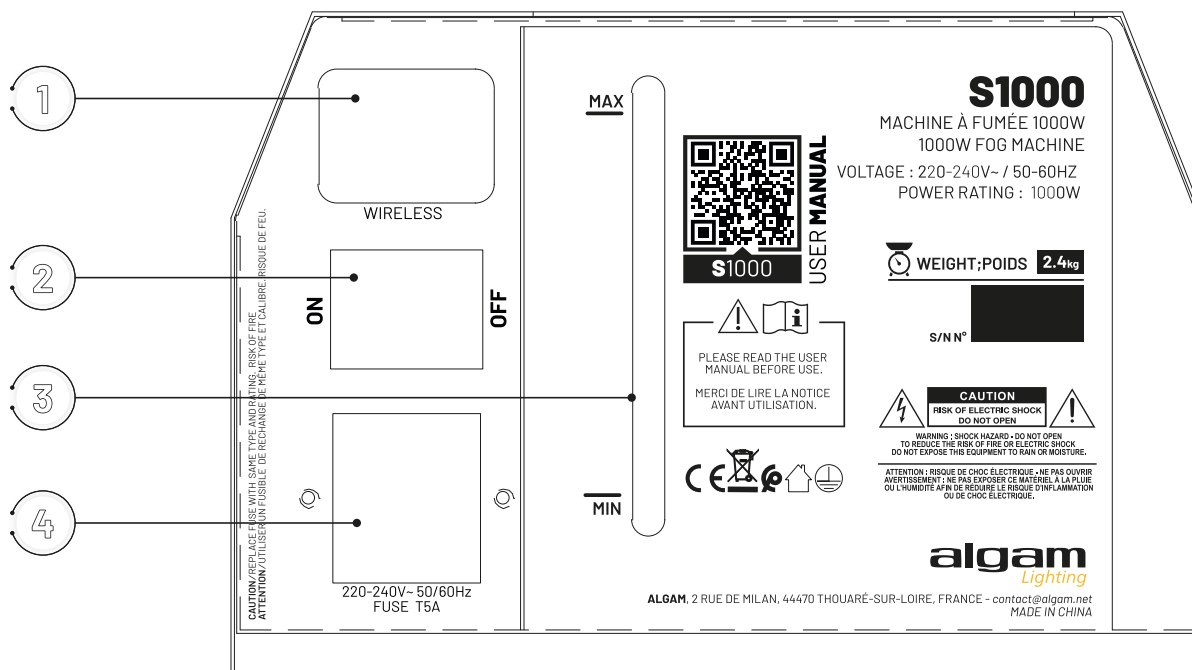 1
WIRELESS
2
ON
OFF
3
4
220-240V~ 50/60Hz
FUSE T5A
CAUTION/REPLACE FUSE WITH SAME TYPE AND RATING. RISK OF FIRE
ATTENTION/UTILISER UN FUSIBLE DE RECHANGE DE MÊME TYPE ET CALIBRE. RISQUE DE FEU.
MAX
MIN
S1000
USER MANUAL
PLEASE READ THE USER
MANUAL BEFORE USE.
MERCI DE LIRE LA NOTICE
AVANT UTILISATION.
S1000
MACHINE À FUMÉE 1000W
1000W FOG MACHINE
VOLTAGE : 220-240V~ / 50-60HZ
POWER RATING : 1000W
WEIGHT;POIDS 2.4kg
S/N N°
CAUTION
RISK OF ELECTRIC SHOCK
DO NOT OPEN
WARNING : SHOCK HAZARD - DO NOT OPEN
TO REDUCE THE RISK OF FIRE OR ELECTRIC SHOCK
DO NOT EXPOSE THIS EQUIPMENT TO RAIN OR MOISTURE.
ATTENTION : RISQUE DE CHOC ÉLECTRIQUE - NE PAS OUVRIR
AVERTISSEMENT : NE PAS EXPOSER CE MATÉRIEL À LA PLUIE
OU L'HUMIDITÉ AFIN DE RÉDUIRE LE RISQUE D'INFLAMMATION
OU DE CHOC ÉLECTRIQUE.
CE
algam
Lighting
ALGAM, 2 RUE DE MILAN, 44470 THOUARÉ-SUR-LOIRE, FRANCE - contact@algam.net
MADE IN CHINA